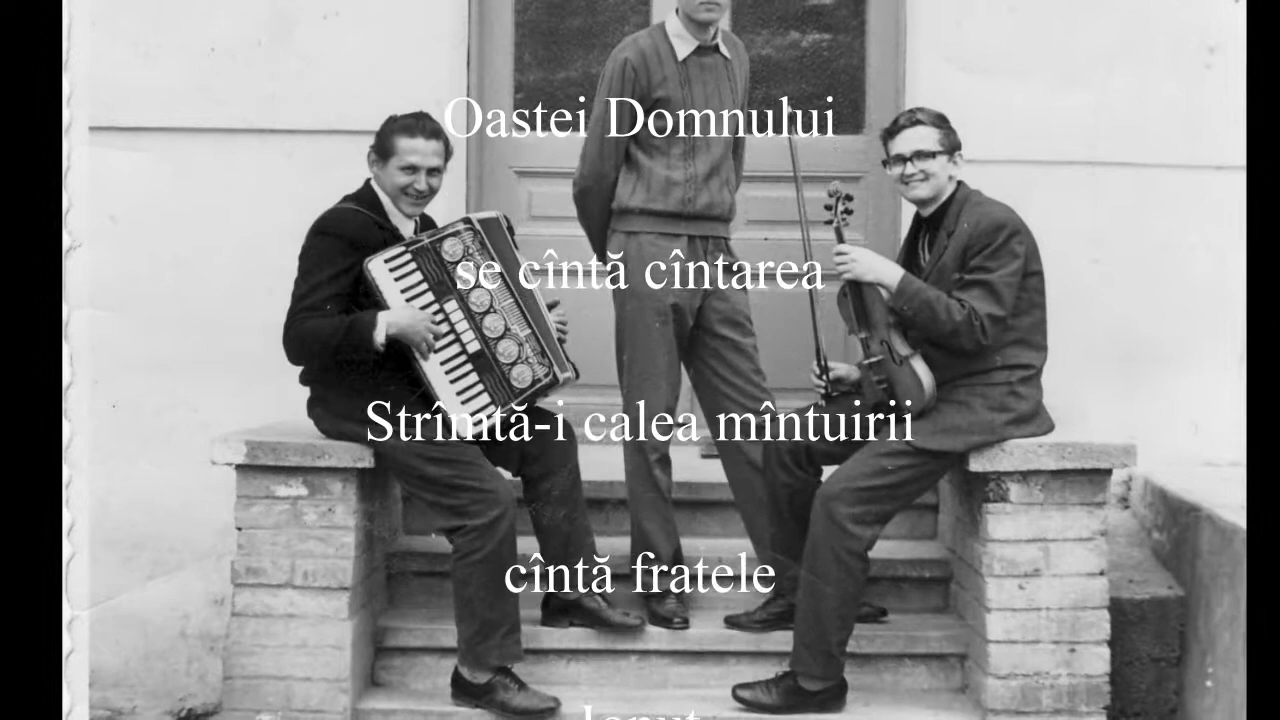 Oastei Domnului
se cîntă cîntarea
Strîmtă-i calea mîntuirii
cîntă fratele